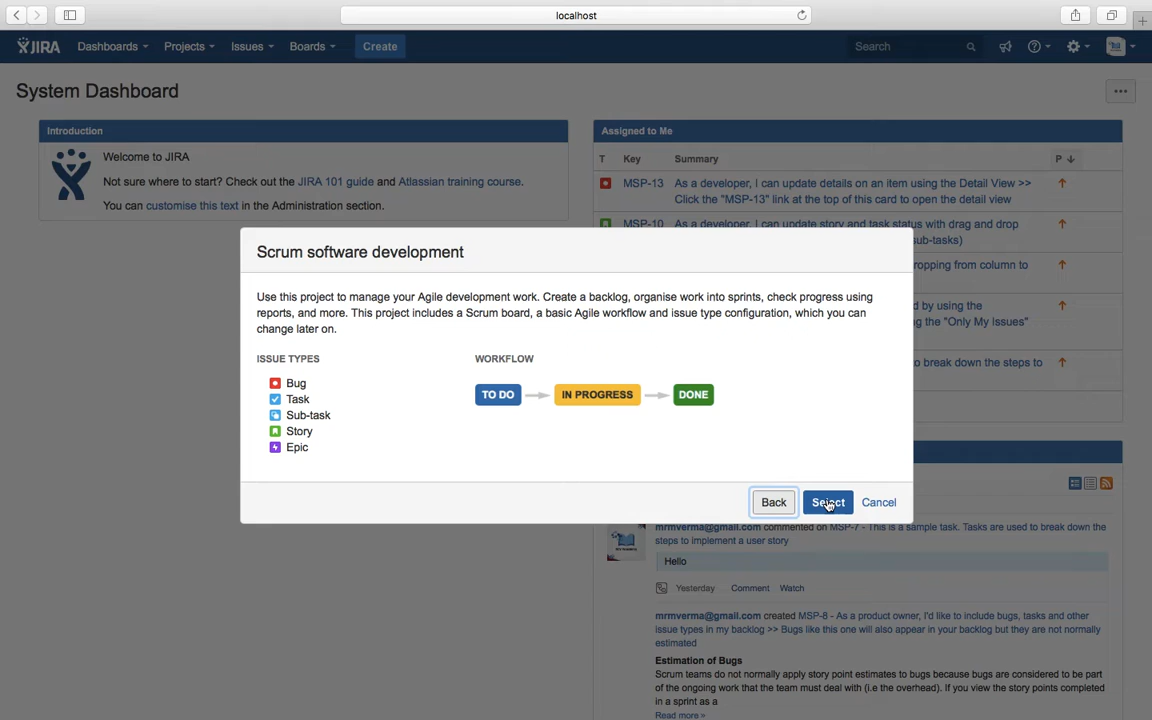 localhost
JIRA Dashboards Projects Issues Boards Create Search
System Dashboard
Introduction
Welcome to JIRA
Not sure where to start? Check out the JIRA 101 guide and Atlassian training course.
You can customise this text in the Administration section.
Assigned to Me
T Key Summary P
MSP-13 As a developer, I can update details on an item using the Detail View >>
Click the "MSP-13" link at the top of this card to open the detail view
MSP-10 As a developer, I can update story and task status with drag and drop
sub-tasks)
ropping from column to
d by using the
g the "Only My Issues"
o break down the steps to
Scrum software development
Use this project to manage your Agile development work. Create a backlog, organise work into sprints, check progress using
reports, and more. This project includes a Scrum board, a basic Agile workflow and issue type configuration, which you can
change later on.
ISSUE TYPES
Bug
Task
Sub-task
Story
Epic
WORKFLOW
TO DO IN PROGRESS DONE
Back Select Cancel
mrmverma@gmail.com commented on MSP-7 - This is a sample task. Tasks are used to break down the
steps to implement a user story
Hello
Yesterday Comment Watch
mrmverma@gmail.com created MSP-8 - As a product owner, I'd like to include bugs, tasks and other
issue types in my backlog >> Bugs like this one will also appear in your backlog but they are not normally
estimated
Estimation of Bugs
Scrum teams do not normally apply story point estimates to bugs because bugs are considered to be part
of the ongoing work that the team must deal with (i.e the overhead). If you view the story points completed
in a sprint as a
Read more »